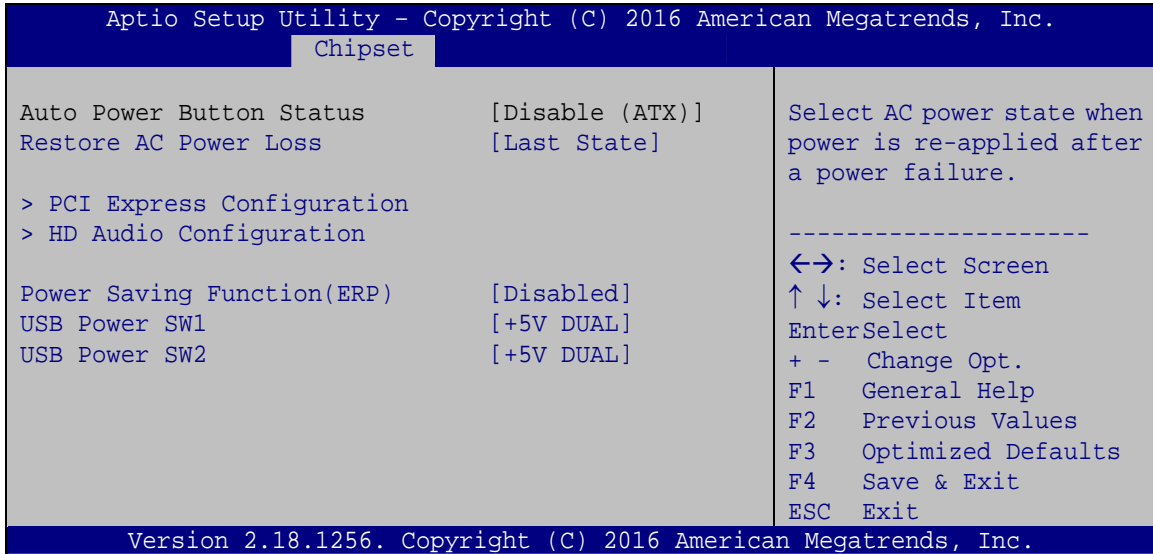 Aptio Setup Utility – Copyright (C) 2016 American Megatrends, Inc.
Chipset
Auto Power Button Status [Disable (ATX)]
Restore AC Power Loss [Last State]
> PCI Express Configuration
> HD Audio Configuration
Power Saving Function(ERP) [Disabled]
USB Power SW1 [+5V DUAL]
USB Power SW2 [+5V DUAL]
Select AC power state when
power is re-applied after
a power failure.
---------------------
←→: Select Screen
↑ ↓: Select Item
EnterSelect
+ - Change Opt.
F1 General Help
F2 Previous Values
F3 Optimized Defaults
F4 Save & Exit
ESC Exit
Version 2.18.1256. Copyright (C) 2016 American Megatrends, Inc.